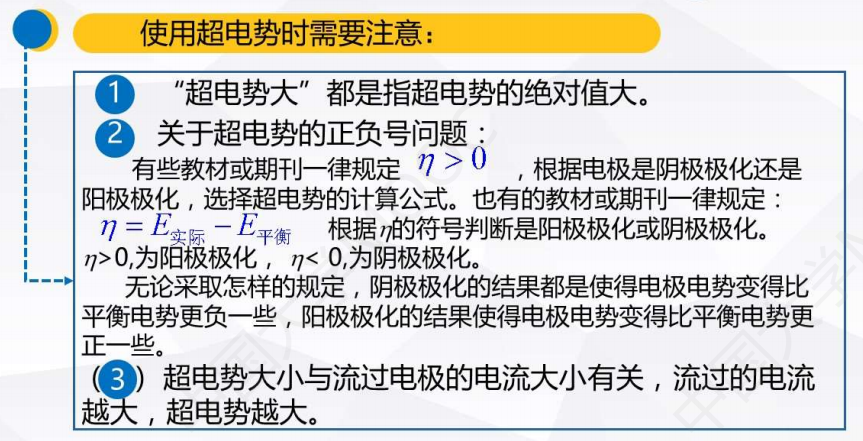 使用超电势时需要注意：
1 “超电势大”都是指超电势的绝对值大。
2 关于超电势的正负号问题：
有些教材或期刊一律规定 η > 0 ，根据电极是阴极极化还是
阳极极化，选择超电势的计算公式。也有的教材或期刊一律规定：
η = E实际 − E平衡 根据η的符号判断是阳极极化或阴极极化。
η>0,为阳极极化， η< 0,为阴极极化。
无论采取怎样的规定，阴极极化的结果都是使得电极电势变得比
平衡电势更负一些，阳极极化的结果使得电极电势变得比平衡电势更
正一些。
（3）超电势大小与流过电极的电流大小有关，流过的电流
越大，超电势越大。